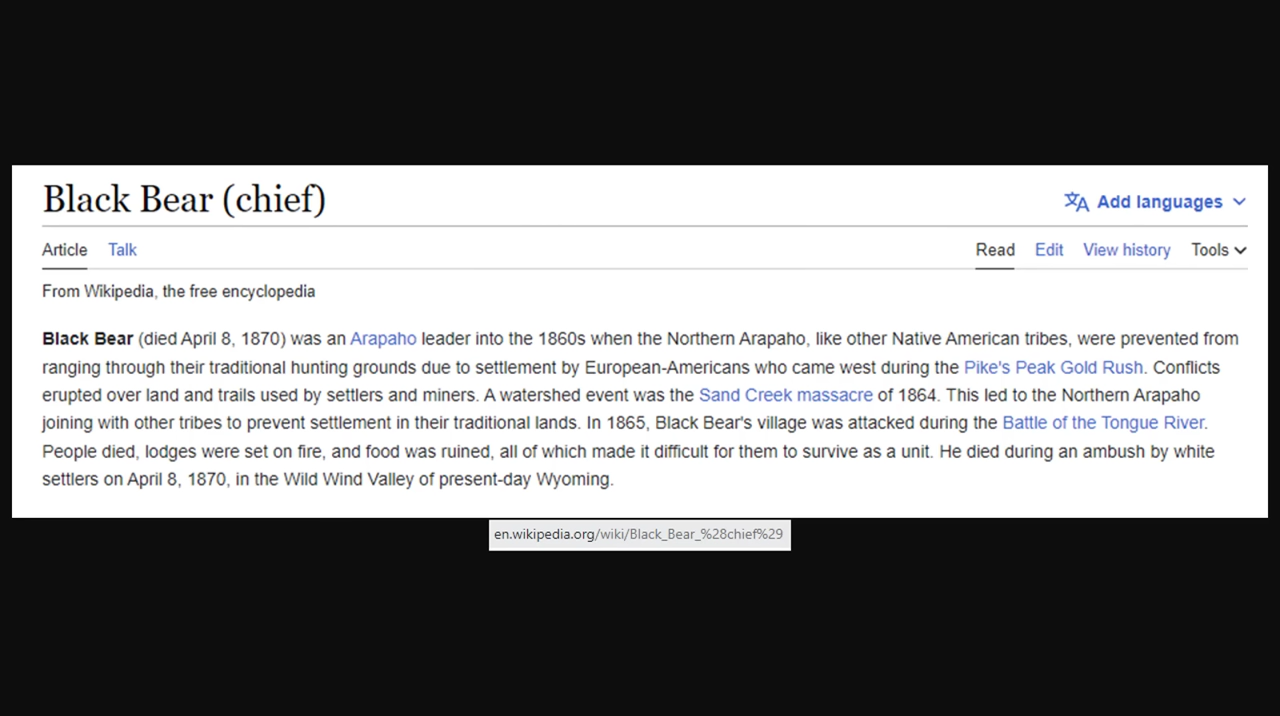 Black Bear (chief)
Add languages
Article Talk Read Edit View history Tools
From Wikipedia, the free encyclopedia
Black Bear (died April 8, 1870) was an Arapaho leader into the 1860s when the Northern Arapaho, like other Native American tribes, were prevented from
ranging through their traditional hunting grounds due to settlement by European-Americans who came west during the Pike's Peak Gold Rush. Conflicts
erupted over land and trails used by settlers and miners. A watershed event was the Sand Creek massacre of 1864. This led to the Northern Arapaho
joining with other tribes to prevent settlement in their traditional lands. In 1865, Black Bear's village was attacked during the Battle of the Tongue River.
People died, lodges were set on fire, and food was ruined, all of which made it difficult for them to survive as a unit. He died during an ambush by white
settlers on April 8, 1870, in the Wild Wind Valley of present-day Wyoming.
en.wikipedia.org/wiki/Black_Bear_%28chief%29